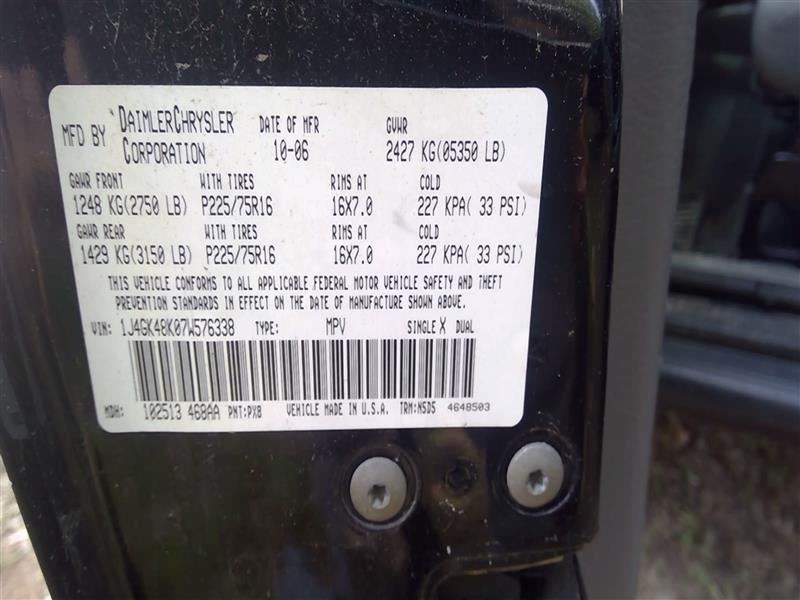 MFD BY DAIMLERCHRYSLER CORPORATION DATE OF MFR 10-06 GVWR 2427 KG(05350 LB)
GAWR FRONT WITH TIRES RIMS AT COLD
1248 KG(2750 LB) P225/75R16 16X7.0 227 KPA( 33 PSI)
GAWR REAR WITH TIRES RIMS AT COLD
1429 KG(3150 LB) P225/75R16 16X7.0 227 KPA( 33 PSI)
THIS VEHICLE CONFORMS TO ALL APPLICABLE FEDERAL MOTOR VEHICLE SAFETY AND THEFT
PREVENTION STANDARDS IN EFFECT ON THE DATE OF MANUFACTURE SHOWN ABOVE.
VIN: 1J4GK48K07W576338 TYPE: MPV SINGLE X DUAL
MDH: 102513 468AA PNT:PXB VEHICLE MADE IN U.S.A. TRM:N5D5 4648503